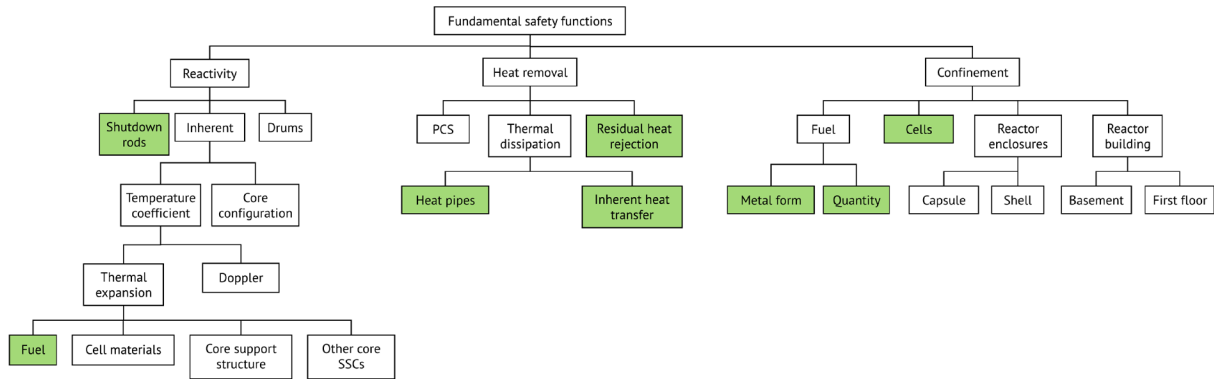 Fundamental safety functions
Reactivity
Heat removal
Confinement
Shutdown
rods
Inherent
Drums
PCS
Thermal
dissipation
Residual heat
rejection
Fuel
Cells
Reactor
enclosures
Reactor
building
Temperature
coefficient
Core
configuration
Heat pipes
Inherent heat
transfer
Metal form
Quantity
Capsule
Shell
Basement
First floor
Thermal
expansion
Doppler
Fuel
Cell materials
Core support
structure
Other core
SSCs